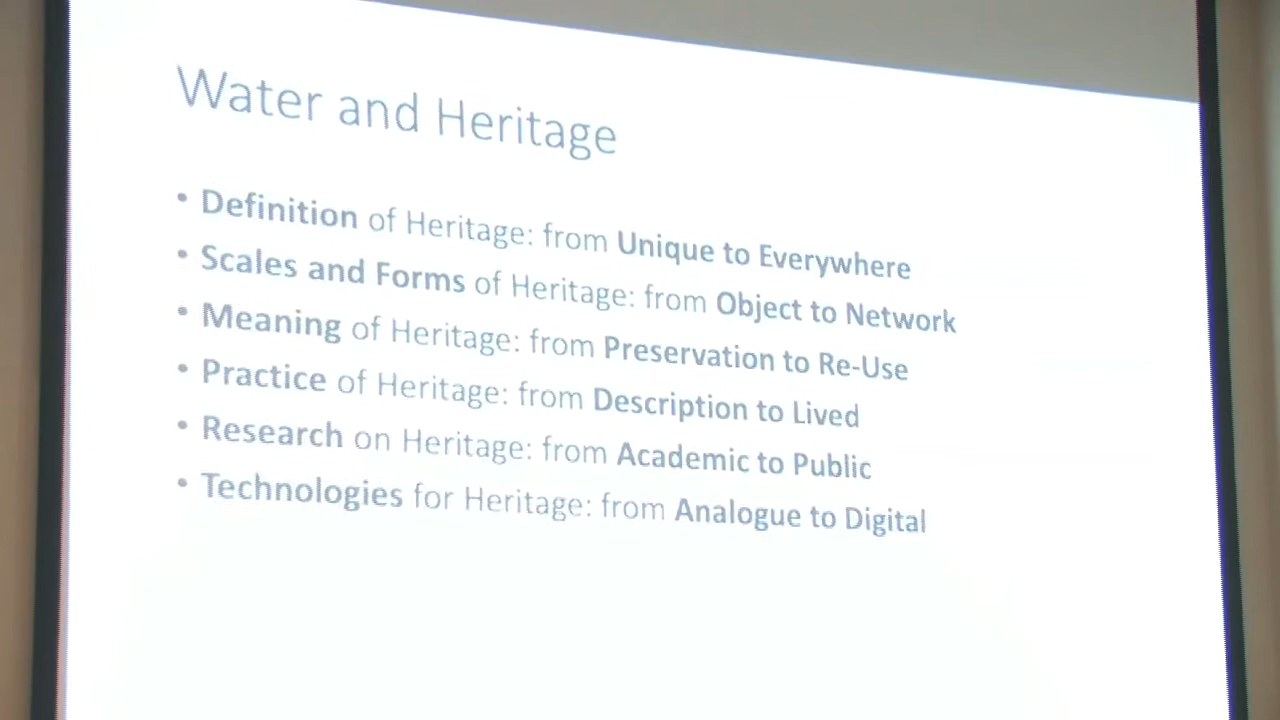 Water and Heritage
• Definition of Heritage: from Unique to Everywhere
• Scales and Forms of Heritage: from Object to Network
• Meaning of Heritage: from Preservation to Re-Use
• Practice of Heritage: from Description to Lived
• Research on Heritage: from Academic to Public
• Technologies for Heritage: from Analogue to Digital